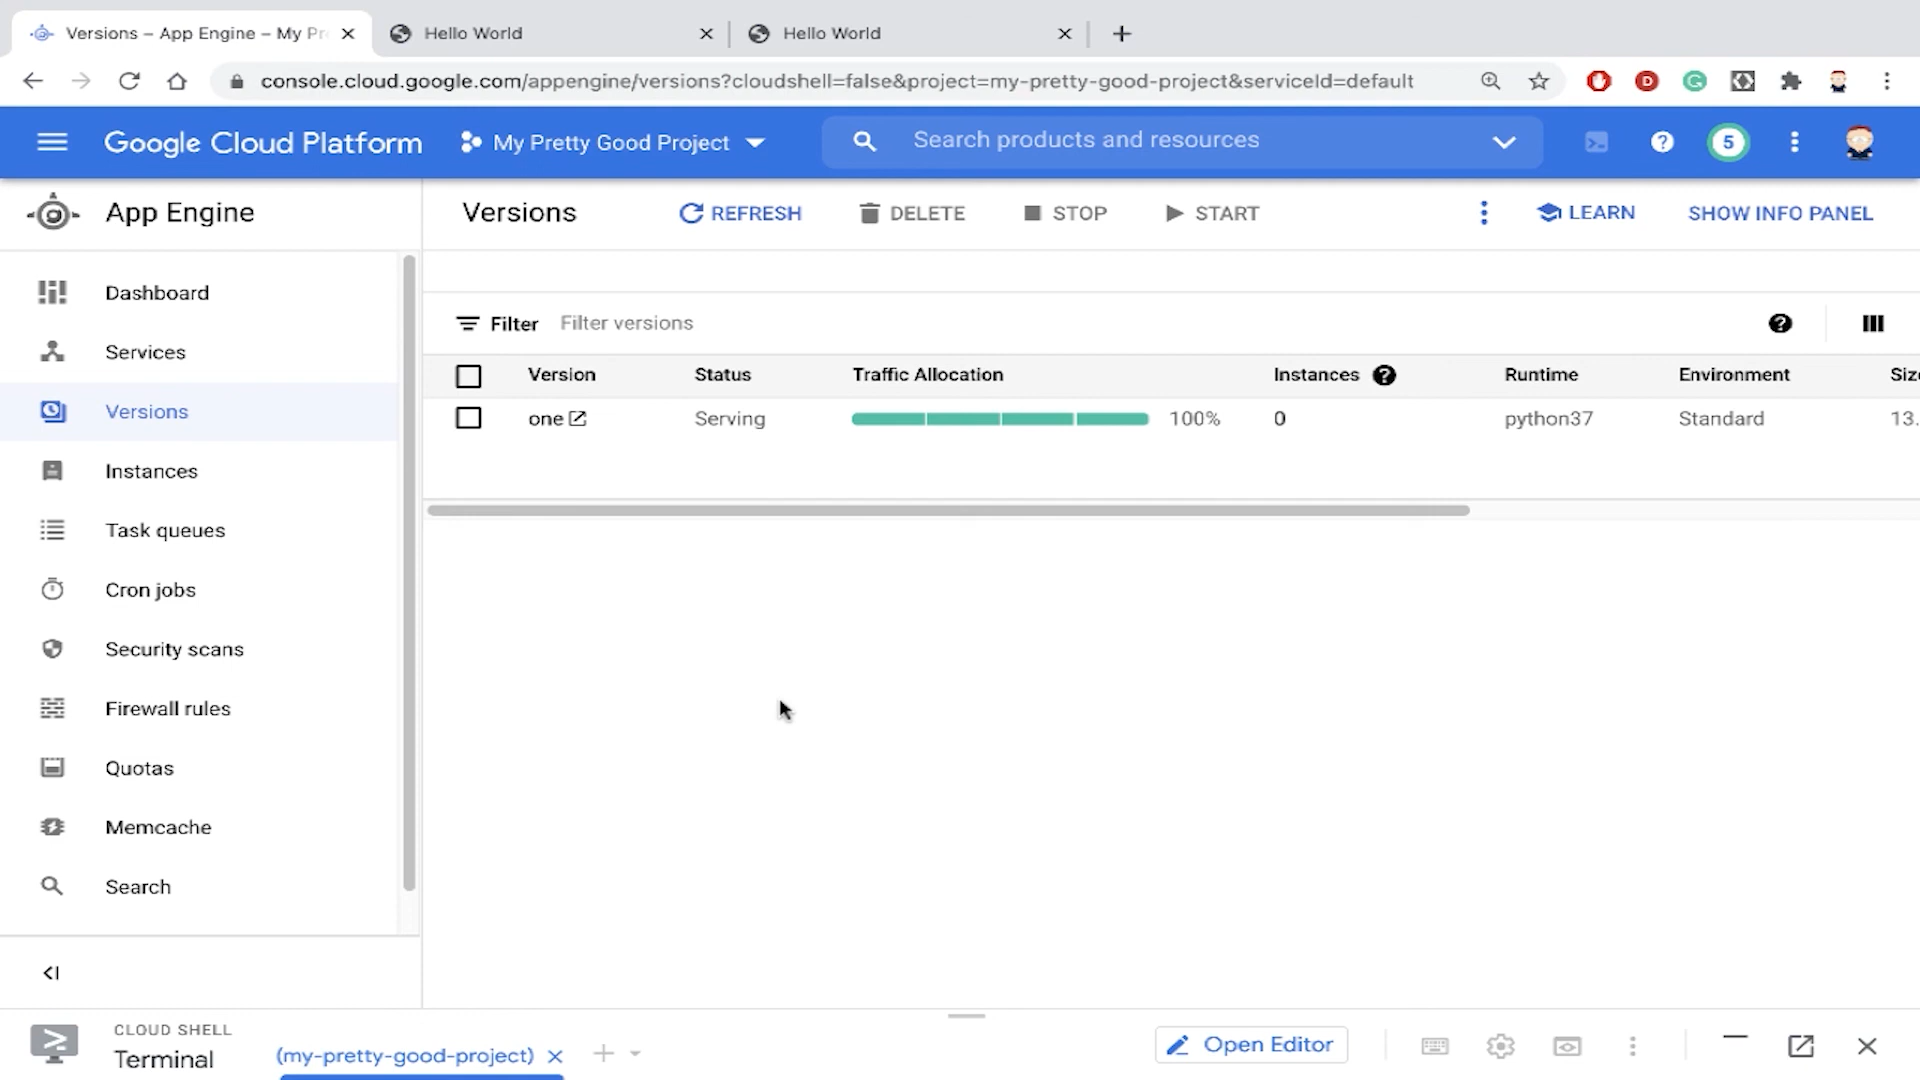 Versions – App Engine – My Pr
Hello World
Hello World
console.cloud.google.com/appengine/versions?cloudshell=false&project=my-pretty-good-project&serviceId=default
Google Cloud Platform
My Pretty Good Project
Search products and resources
5
App Engine
Versions
REFRESH
DELETE
STOP
START
LEARN
SHOW INFO PANEL
Dashboard
Services
Versions
Instances
Task queues
Cron jobs
Security scans
Firewall rules
Quotas
Memcache
Search
Filter Filter versions
Version Status Traffic Allocation Instances Runtime Environment Size
one Serving 100% 0 python37 Standard 13.
CLOUD SHELL
Terminal
(my-pretty-good-project)
Open Editor